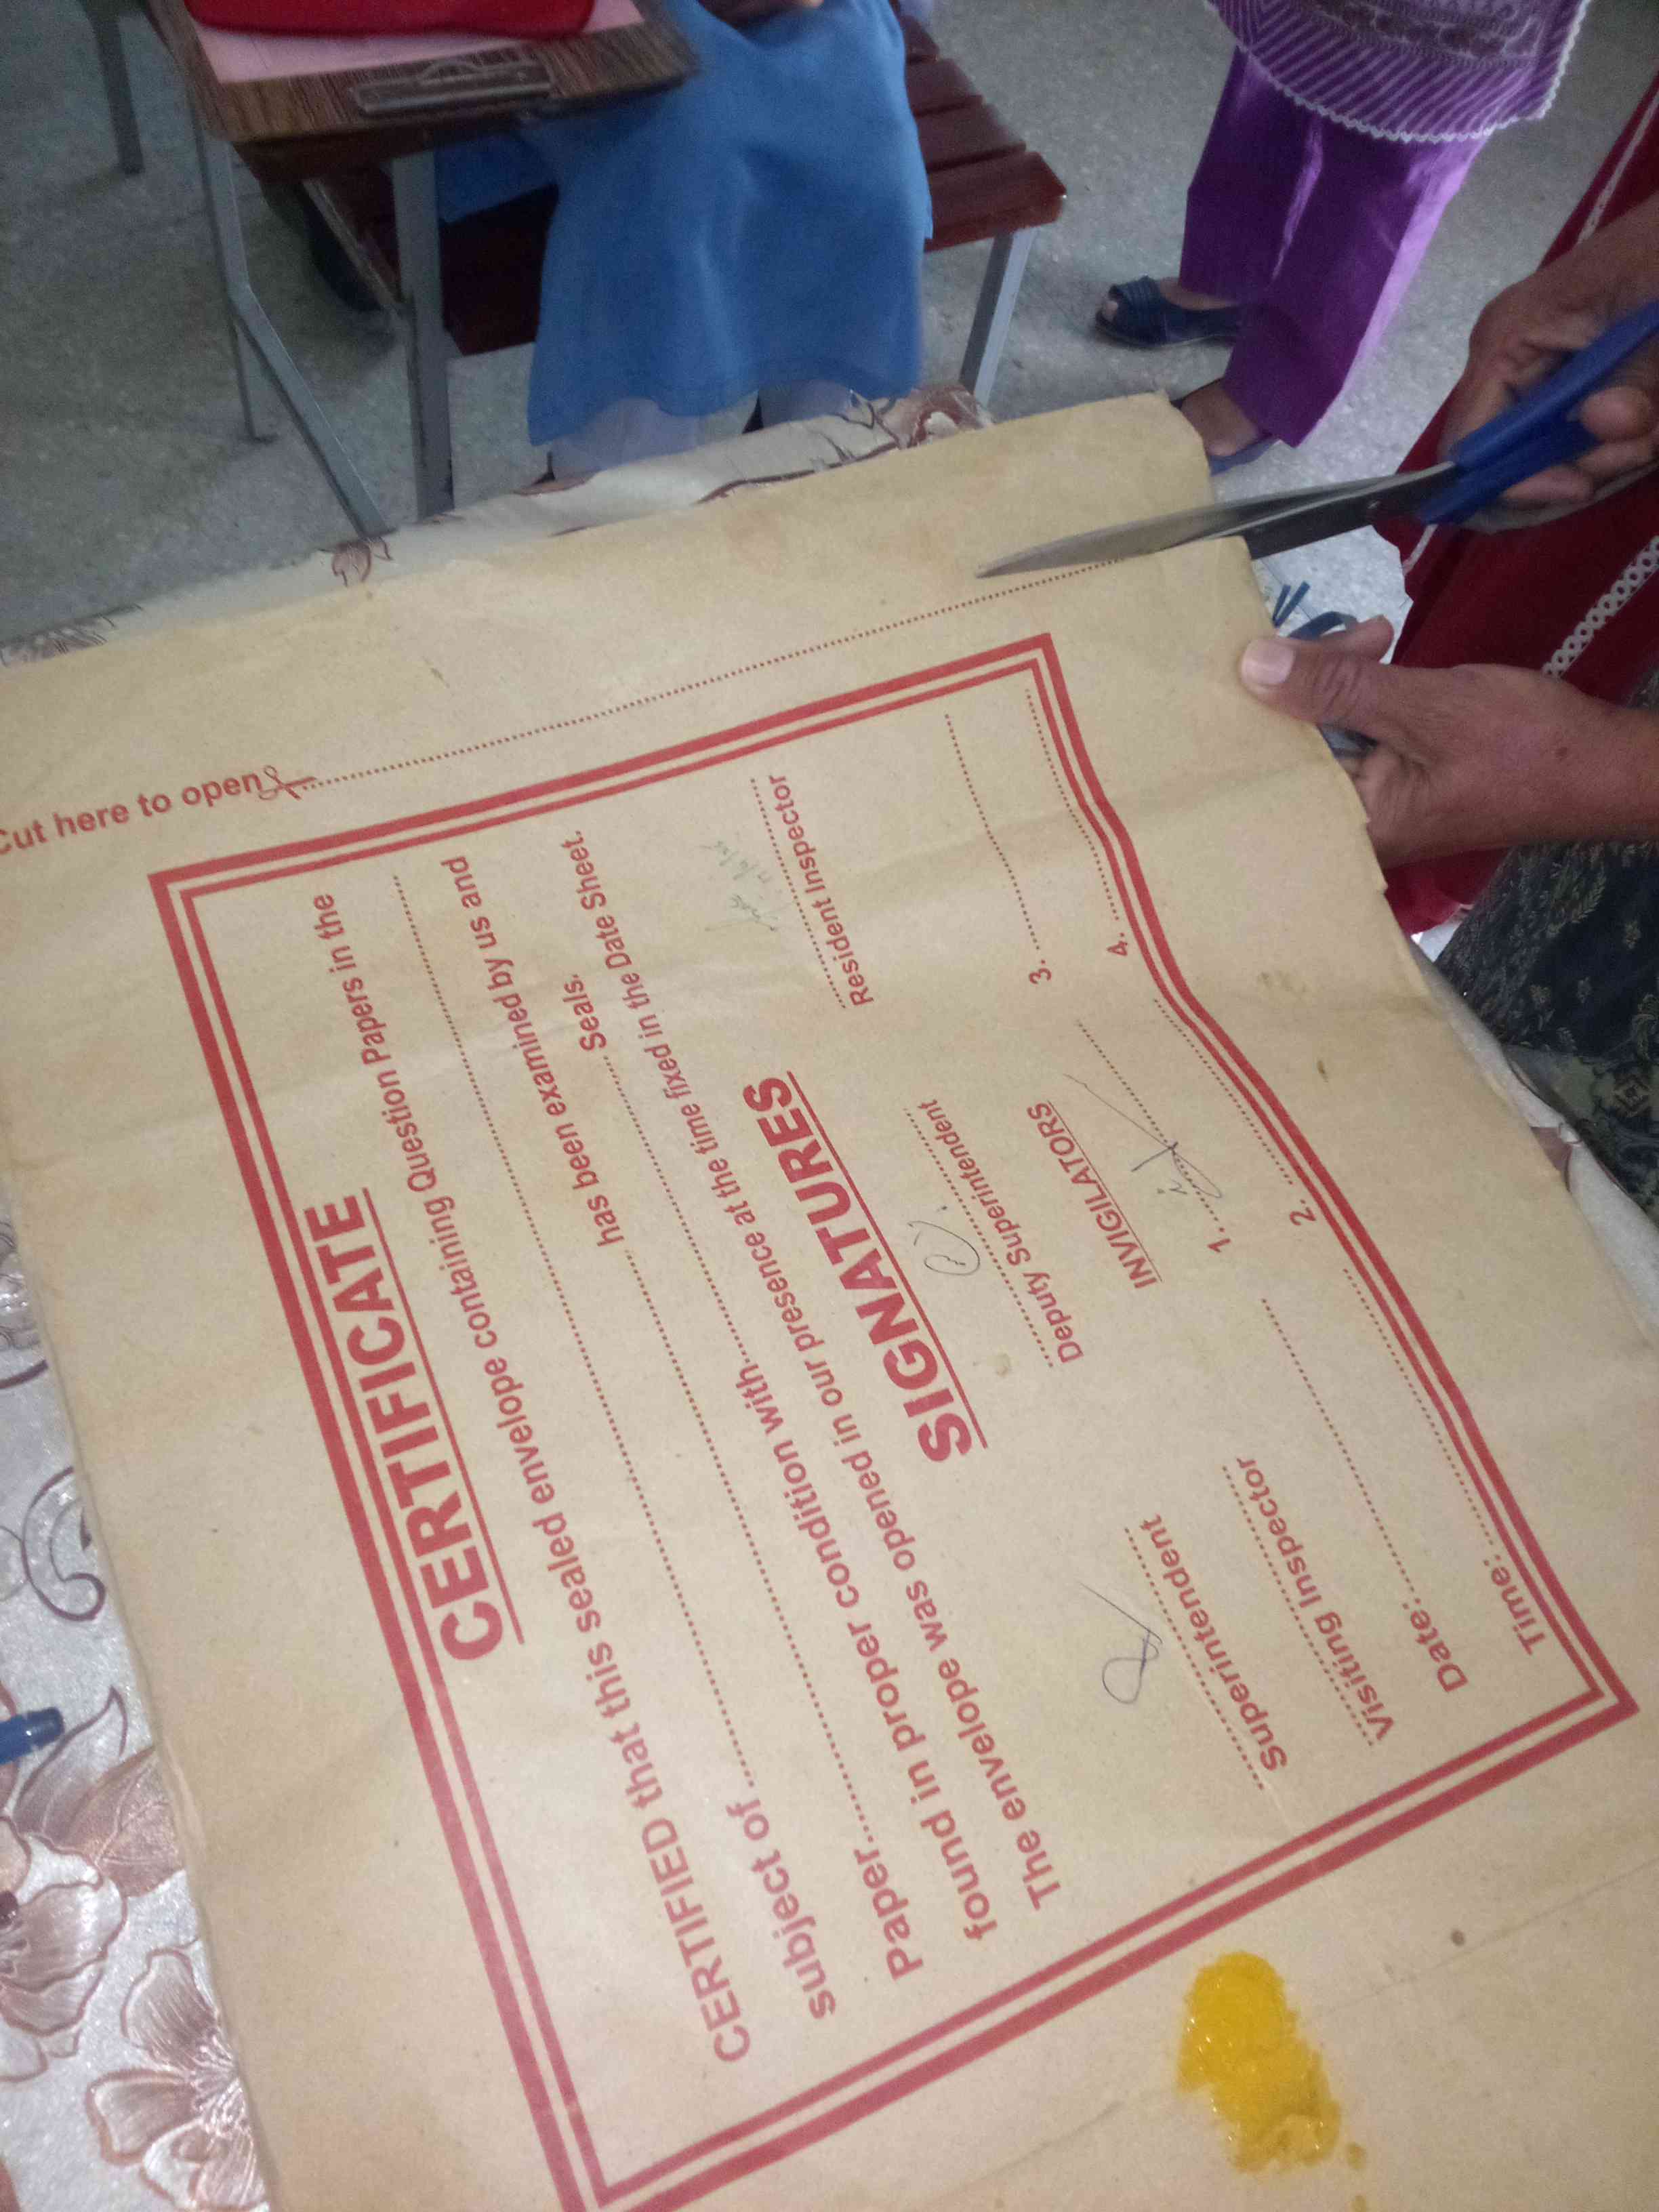 Cut here to open
CERTIFICATE
CERTIFIED that this sealed envelope containing Question Papers in the
subject of ....................................................
Paper.................................... has been examined by us and
found in proper condition with.................... Seals.
The envelope was opened in our presence at the time fixed in the Date Sheet.
SIGNATURES
Superintendent Deputy Superintendent Resident Inspector
Visiting Inspector INVIGILATORS
Date:.................... 1. .................... 3. ....................
Time:.................... 2. .................... 4. ....................